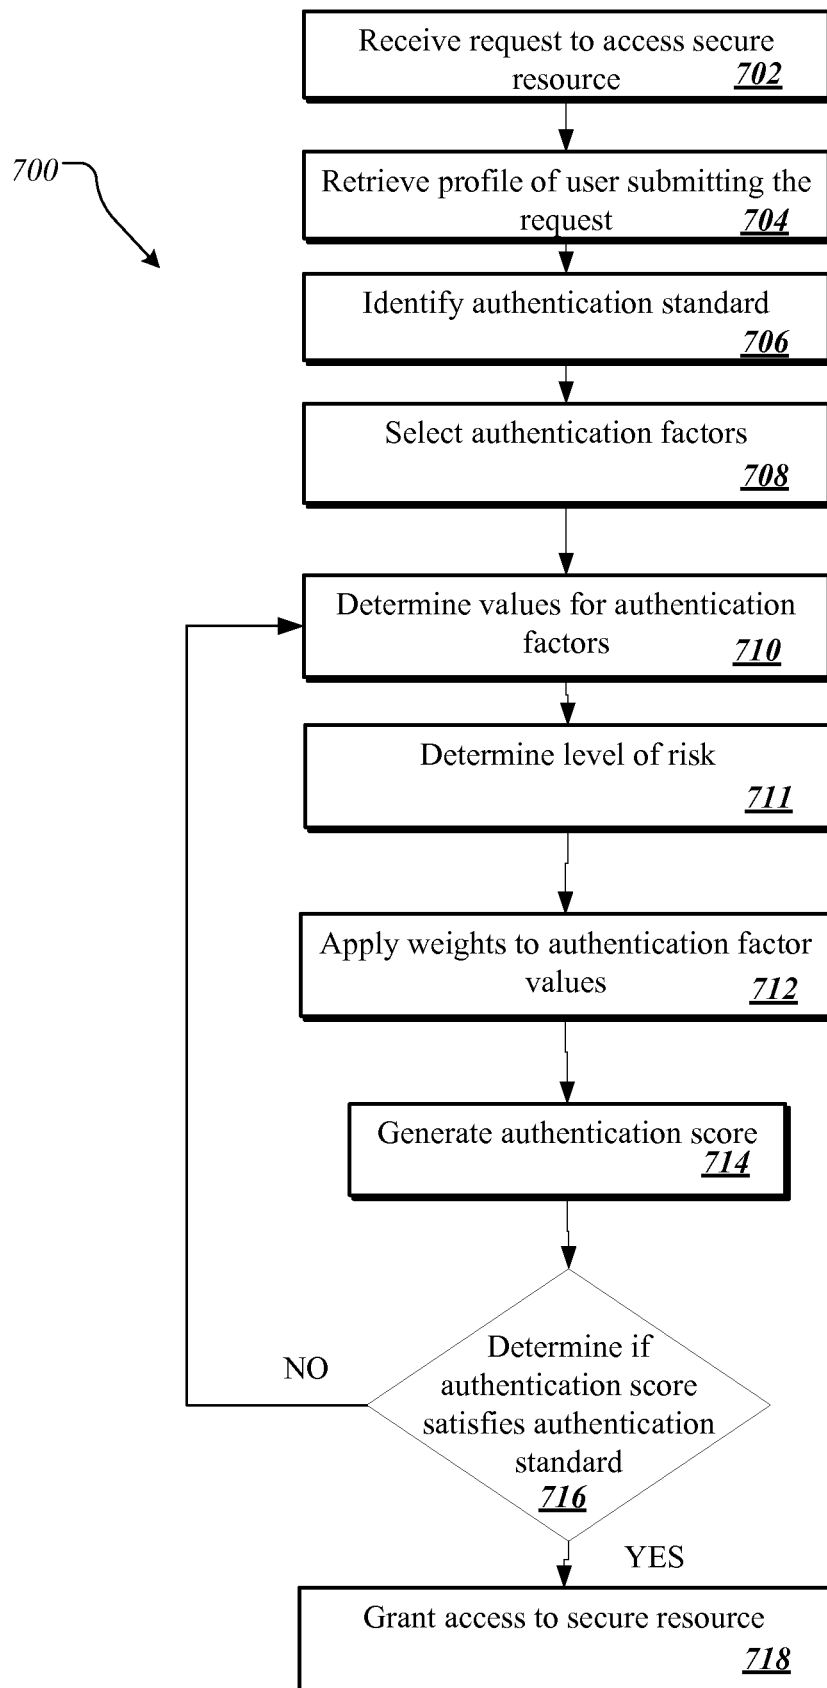 Receive request to access secure
resource
702
700
Retrieve profile of user submitting the
request
704
Identify authentication standard
706
Select authentication factors
708
Determine values for authentication
factors
710
Determine level of risk
711
Apply weights to authentication factor
values
712
Generate authentication score
714
Determine if
authentication score
satisfies authentication
standard
716
NO
YES
Grant access to secure resource
718